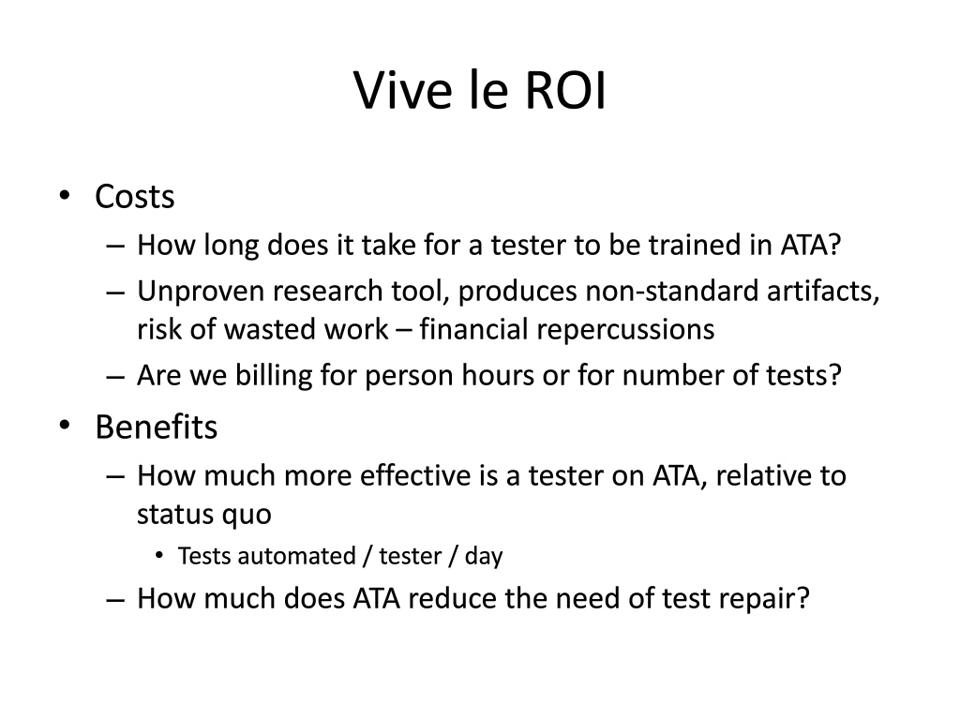 Vive le ROI
• Costs
– How long does it take for a tester to be trained in ATA?
– Unproven research tool, produces non-standard artifacts,
risk of wasted work – financial repercussions
– Are we billing for person hours or for number of tests?
• Benefits
– How much more effective is a tester on ATA, relative to
status quo
• Tests automated / tester / day
– How much does ATA reduce the need of test repair?